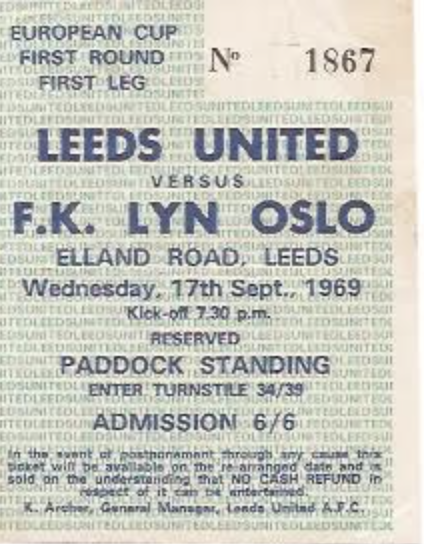 EUROPEAN CUP
FIRST ROUND
FIRST LEG
Nº 1867
LEEDS UNITED
VERSUS
F.K. LYN OSLO
ELLAND ROAD, LEEDS
Wednesday, 17th Sept., 1969
Kick-off 7.30 p.m.
RESERVED
PADDOCK STANDING
ENTER TURNSTILE 34/39
ADMISSION 6/6
In the event of postponement through any cause this
ticket will be available on the re-arranged date and is
sold on the understanding that NO CASH REFUND in
respect of it can be entertained.
K. Archer, General Manager, Leeds United A.F.C.